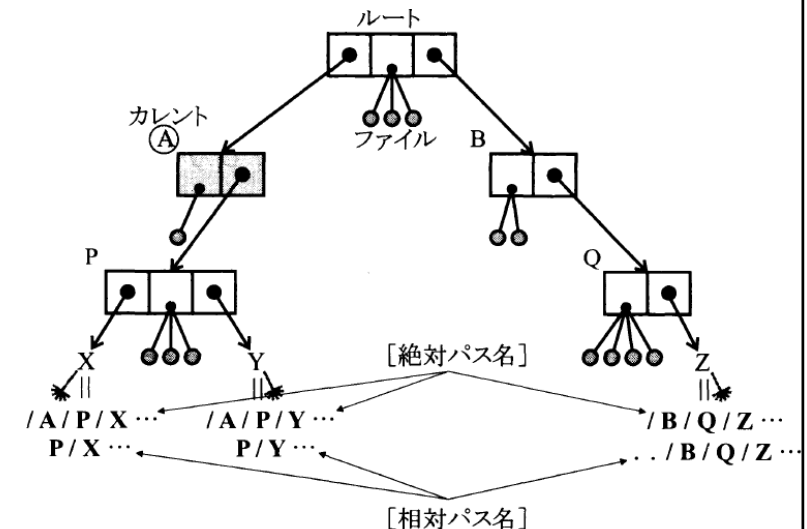 ルート
カレント
Ⓐ
ファイル
B
P
Q
X
Y
[絶対パス名]
Z
/A/P/X…
/A/P/Y…
/B/Q/Z…
P/X…
P/Y…
../B/Q/Z…
[相対パス名]